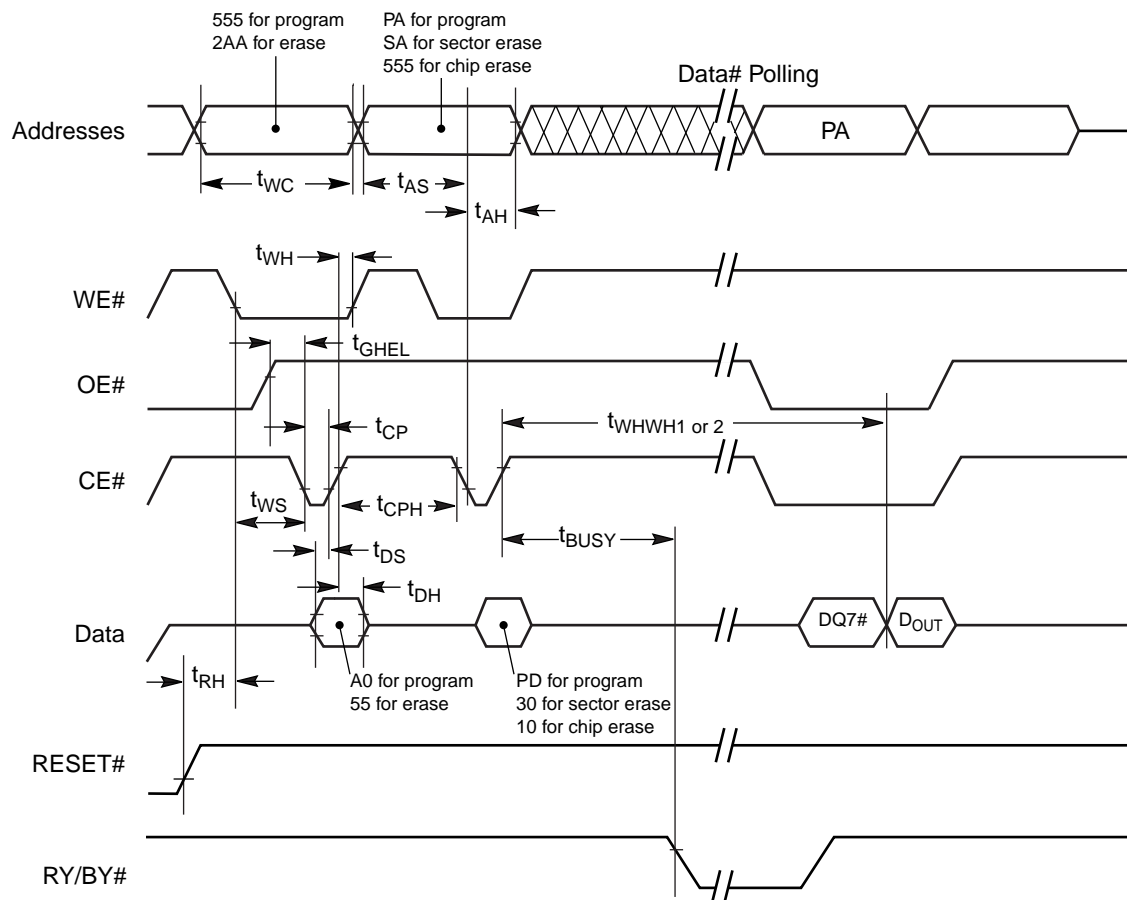 555 for program
2AA for erase
PA for program
SA for sector erase
555 for chip erase
Data# Polling
Addresses
PA
tWC
tAS
tAH
tWH
WE#
tGHEL
OE#
tCP
tWHWH1 or 2
CE#
tWS
tCPH
tBUSY
tDS
tDH
Data
DQ7#
DOUT
tRH
A0 for program
55 for erase
PD for program
30 for sector erase
10 for chip erase
RESET#
RY/BY#